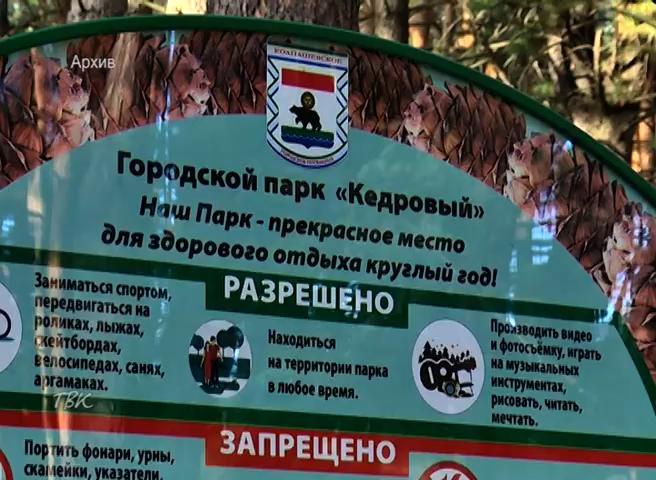 Архив
КОЛПАШЕВСКОЕ
Городской парк «Кедровый»
Наш Парк - прекрасное место
для здорового отдыха круглый год!
РАЗРЕШЕНО
Заниматься спортом,
передвигаться на
роликах, лыжах,
скейтбордах,
велосипедах, санях,
аргамаках.
Находиться
на территории парка
в любое время.
Производить видео
и фотосъёмку, играть
на музыкальных
инструментах,
рисовать, читать,
мечтать.
ТВК
ЗАПРЕЩЕНО
Портить фонари, урны,
скамейки, указатели,